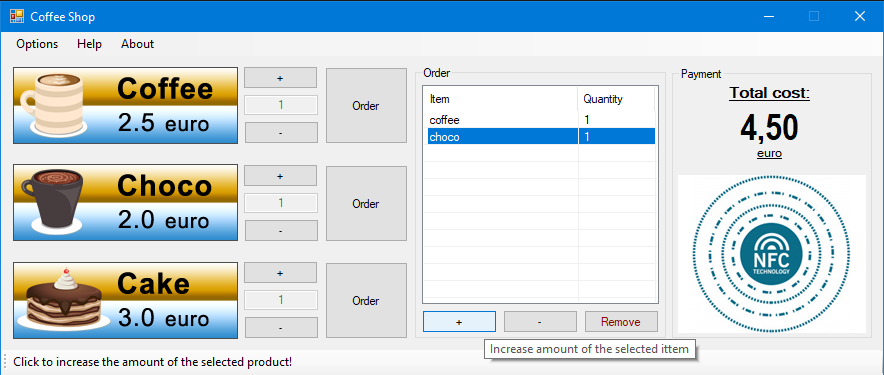 Coffee Shop
Options Help About
Coffee
2.5 euro
+
1
-
Order
Choco
2.0 euro
+
1
-
Order
Cake
3.0 euro
+
1
-
Order
Order
Item Quantity
coffee 1
choco 1
+ - Remove
Increase amount of the selected ittem
Payment
Total cost:
4,50
euro
NFC
TECHNOLOGY
Click to increase the amount of the selected product!